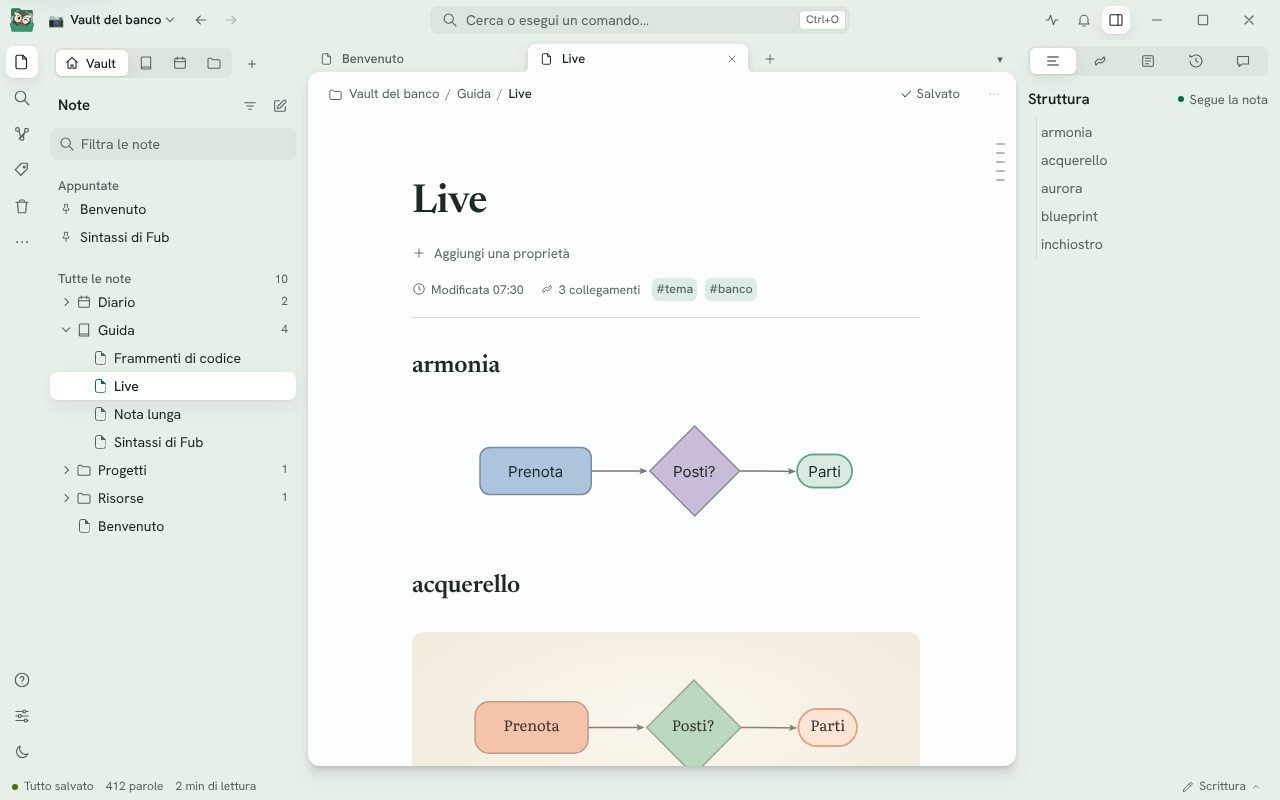 Vault del banco
Cerca o esegui un comando…
Ctrl+O
Vault
Benvenuto
Live
Note
Filtra le note
Appuntate
Benvenuto
Sintassi di Fub
Tutte le note 10
Diario 2
Guida 4
Frammenti di codice
Live
Nota lunga
Sintassi di Fub
Progetti 1
Risorse 1
Benvenuto
Vault del banco / Guida / Live
Salvato
Live
Aggiungi una proprietà
Modificata 07:30 3 collegamenti #tema #banco
armonia
Prenota Posti? Parti
acquerello
Prenota Posti? Parti
Struttura
Segue la nota
armonia
acquerello
aurora
blueprint
inchiostro
Tutto salvato 412 parole 2 min di lettura
Scrittura